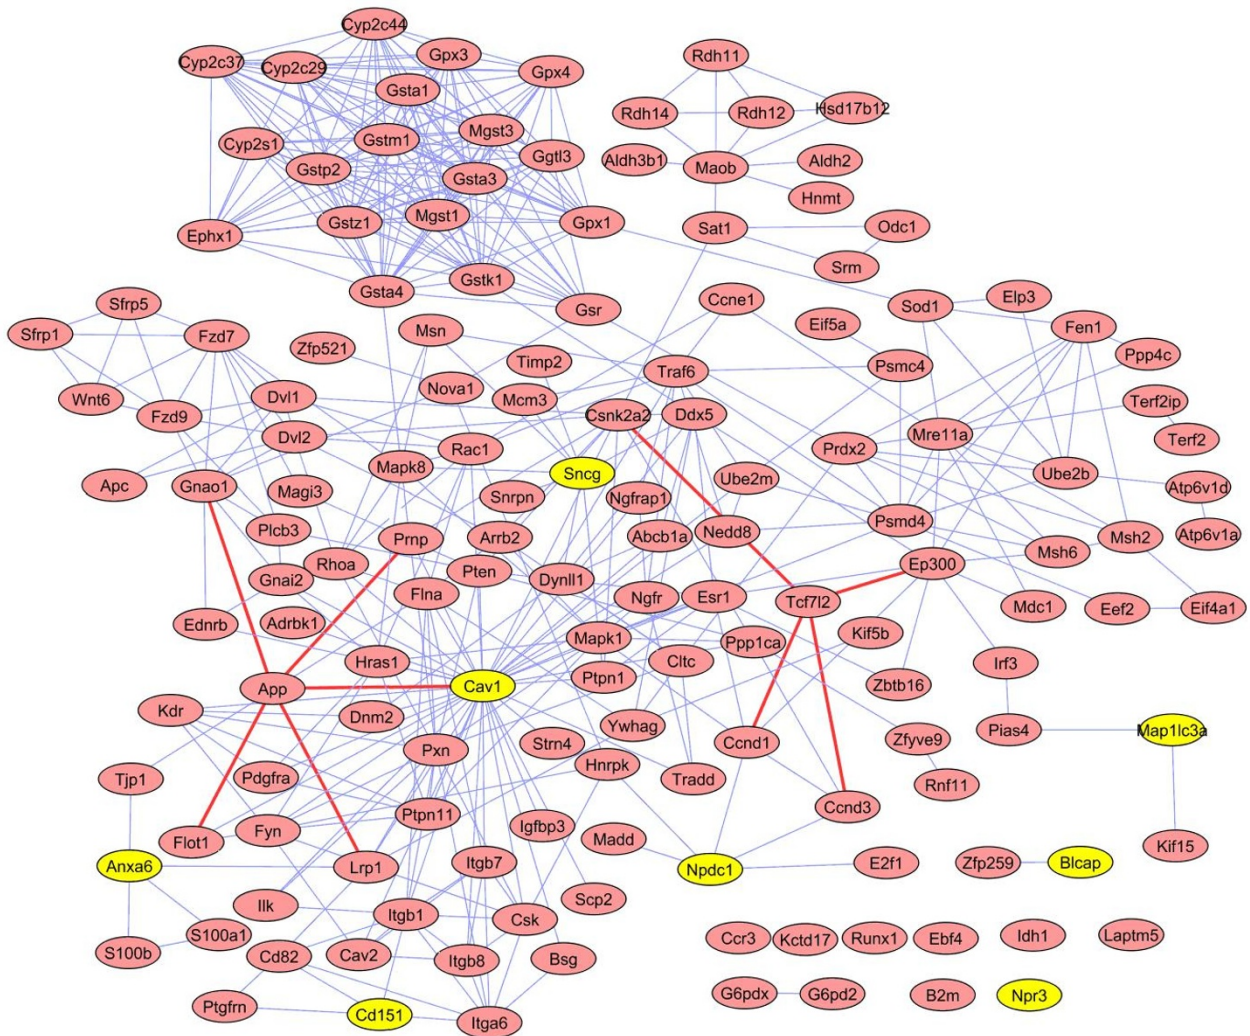 Cyp2c44
Cyp2c37
Cyp2c29
Gpx3
Gpx4
Gsta1
Cyp2s1
Gstm1
Mgst3
Ggtl3
Gstp2
Gsta3
Gstz1
Mgst1
Gpx1
Ephx1
Gsta4
Gstk1
Gsr
Rdh11
Rdh14
Rdh12
Hsd17b12
Aldh3b1
Maob
Aldh2
Hnmt
Sat1
Odc1
Srm
Sfrp5
Sfrp1
Fzd7
Wnt6
Fzd9
Dvl1
Dvl2
Apc
Gnao1
Magi3
Zfp521
Msn
Nova1
Timp2
Mcm3
Ccne1
Traf6
Eif5a
Psmc4
Sod1
Elp3
Fen1
Ppp4c
Terf2ip
Terf2
Csnk2a2
Ddx5
Prdx2
Mre11a
Rac1
Mapk8
Sncg
Snrpn
Ngfrap1
Ube2m
Ube2b
Atp6v1d
Atp6v1a
Plcb3
Prnp
Arrb2
Abcb1a
Nedd8
Psmd4
Msh6
Msh2
Gnai2
Rhoa
Pten
Dynll1
Ep300
Flna
Ngfr
Esr1
Tcf7l2
Mdc1
Eef2
Eif4a1
Ednrb
Adrbk1
Mapk1
Ppp1ca
Kif5b
Hras1
Cltc
Ptpn1
Zbtb16
Irf3
App
Cav1
Kdr
Dnm2
Ywhag
Ccnd1
Zfyve9
Pias4
Map1lc3a
Pxn
Strn4
Hnrpk
Tradd
Rnf11
Tjp1
Pdgfra
Ccnd3
Ptpn11
Igfbp3
Flot1
Fyn
Madd
Kif15
Anxa6
Lrp1
Itgb7
Npdc1
E2f1
Zfp259
Blcap
Ilk
Itgb1
Csk
Scp2
S100b
S100a1
Cd82
Cav2
Itgb8
Bsg
Ccr3
Kctd17
Runx1
Ebf4
Idh1
Laptm5
Ptgfrn
Cd151
Itga6
G6pdx
G6pd2
B2m
Npr3